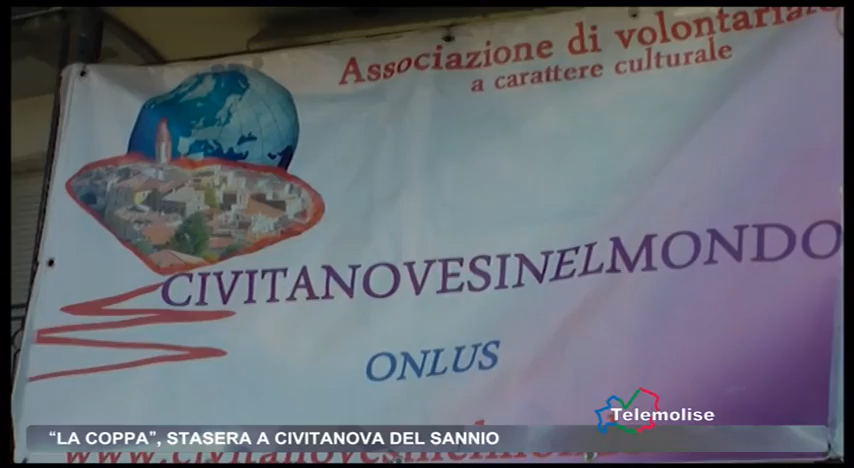 Associazione di volontariato
a carattere culturale
CIVITANOVESINELMONDO
ONLUS
Telemolise
“LA COPPA”, STASERA A CIVITANOVA DEL SANNIO